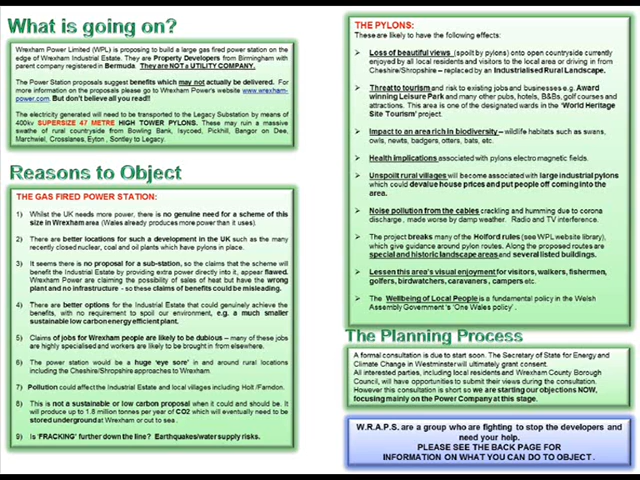 What is going on?
Wrexham Power Limited (WPL) is proposing to build a large gas fired power station on the
edge of Wrexham Industrial Estate. They are Property Developers from Birmingham with
parent company registered in Bermuda. They are NOT a UTILITY COMPANY.
The Power Station proposals suggest benefits which may not actually be delivered. For
more information on the proposals please go to Wrexham Power's website www.wrexham-
power.com. But don't believe all you read!!
The electricity generated will need to be transported to the Legacy Substation by means of
400kv SUPERSIZE 47 METRE HIGH TOWER PYLONS. These may ruin a massive
swathe of rural countryside from Bowling Bank, Isycoed, Pickhill, Bangor on Dee,
Marchwiel, Crosslanes, Eyton , Sontley to Legacy.
Reasons to Object
THE GAS FIRED POWER STATION:
1) Whilst the UK needs more power, there is no genuine need for a scheme of this
size in Wrexham area (Wales already produces more power than it uses).
2) There are better locations for such a development in the UK such as the many
recently closed nuclear, coal and oil plants which have pylons in place.
3) It seems there is no proposal for a sub-station, so the claims that the scheme will
benefit the Industrial Estate by providing extra power directly into it, appear flawed.
Wrexham Power are claiming the possibility of sales of heat but have the wrong
plant and no infrastructure - so these claims of benefits could be misleading.
4) There are better options for the Industrial Estate that could genuinely achieve the
benefits, with no requirement to spoil our environment, e.g. a much smaller
sustainable low carbon energy efficient plant.
5) Claims of jobs for Wrexham people are likely to be dubious – many of these jobs
are highly specialised and workers are likely to be brought in from elsewhere.
6) The power station would be a huge 'eye sore' in and around rural locations
including the Cheshire/Shropshire approaches to Wrexham.
7) Pollution could affect the Industrial Estate and local villages including Holt /Farndon.
8) This is not a sustainable or low carbon proposal when it could and should be. It
will produce up to 1.8 million tonnes per year of CO2 which will eventually need to be
stored underground at Wrexham or out to sea .
9) Is 'FRACKING' further down the line? Earthquakes/water supply risks.
THE PYLONS:
These are likely to have the following effects:
➢ Loss of beautiful views (spoilt by pylons) onto open countryside currently
enjoyed by all local residents and visitors to the local area or driving in from
Cheshire/Shropshire – replaced by an Industrialised Rural Landscape.
➢ Threat to tourism and risk to existing jobs and businesses e.g. Award
winning Leisure Park and many other pubs, hotels, B&Bs, golf courses and
attractions. This area is one of the designated wards in the 'World Heritage
Site Tourism' project.
➢ Impact to an area rich in biodiversity – wildlife habitats such as swans,
owls, newts, badgers, otters, bats, etc.
➢ Health implications associated with pylons electro magnetic fields.
➢ Unspoilt rural villages will become associated with large industrial pylons
which could devalue house prices and put people off coming into the
area.
➢ Noise pollution from the cables crackling and humming due to corona
discharge , made worse by damp weather. Radio and TV interference.
➢ The project breaks many of the Holford rules (see WPL website library),
which give guidance around pylon routes. Along the proposed routes are
special and historic landscape areas and several listed buildings.
➢ Lessen this area's visual enjoyment for visitors, walkers, fishermen,
golfers, birdwatchers, caravaners , campers etc.
➢ The Wellbeing of Local People is a fundamental policy in the Welsh
Assembly Government's 'One Wales policy' .
The Planning Process
A formal consultation is due to start soon. The Secretary of State for Energy and
Climate Change in Westminster will ultimately grant consent.
All interested parties, including local residents and Wrexham County Borough
Council, will have opportunities to submit their views during the consultation.
However this consultation is short so we are starting our objections NOW,
focusing mainly on the Power Company at this stage.
W.R.A.P.S. are a group who are fighting to stop the developers and
need your help.
PLEASE SEE THE BACK PAGE FOR
INFORMATION ON WHAT YOU CAN DO TO OBJECT .